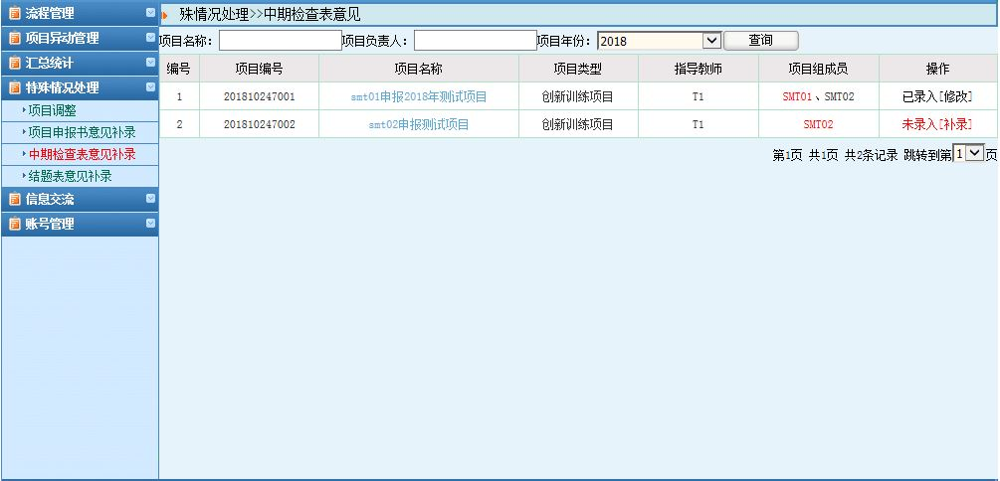 流程管理
项目异动管理
汇总统计
特殊情况处理
项目调整
项目申报书意见补录
中期检查表意见补录
结题表意见补录
信息交流
账号管理
殊情况处理>>中期检查表意见
项目名称: 项目负责人: 项目年份: 2018 查询
编号 项目编号 项目名称 项目类型 指导教师 项目组成员 操作
1 201810247001 smt01申报2018年测试项目 创新训练项目 T1 SMT01、SMT02 已录入[修改]
2 201810247002 smt02申报测试项目 创新训练项目 T1 SMT02 未录入[补录]
第1页 共1页 共2条记录 跳转到第 1 页